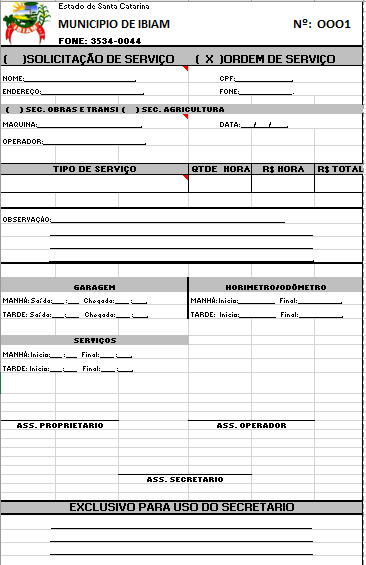 Estado de Santa Catarina
MUNICIPIO DE IBIAM Nº: 0001
FONE: 3534-0044
( )SOLICITAÇÃO DE SERVIÇO ( X )ORDEM DE SERVIÇO
NOME: CPF:
ENDEREÇO: FONE:
( ) SEC. OBRAS E TRANSI ( ) SEC. AGRICULTURA
MAQUINA: DATA: / /
OPERADOR:
TIPO DE SERVIÇO QTDE HORA R$ HORA R$ TOTAL
OBSERVAÇÃO:
GARAGEM HORIMETRO/ODÔMETRO
MANHÃ: Saída: : Chegada: : MANHÃ: Inicio: Final:
TARDE: Saída: : Chegada: : TARDE: Inicio: Final:
SERVIÇOS
MANHÃ: Inicio: : Final: :
TARDE: Inicio: : Final: :
ASS. PROPRIETARIO ASS. OPERADOR
ASS. SECRETARIO
EXCLUSIVO PARA USO DO SECRETARIO